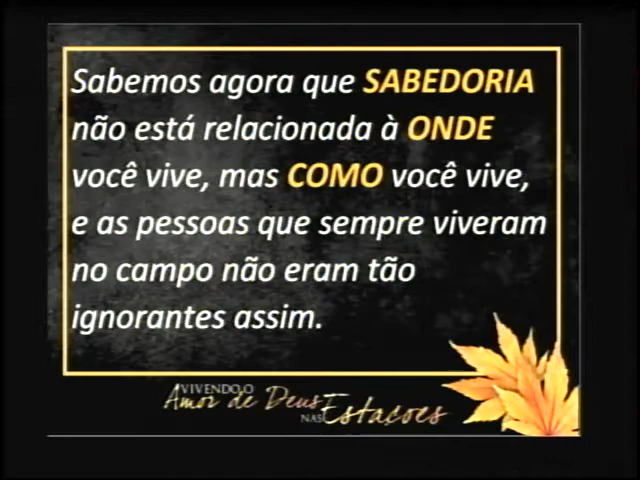 Sabemos agora que SABEDORIA
não está relacionada à ONDE
você vive, mas COMO você vive,
e as pessoas que sempre viveram
no campo não eram tão
ignorantes assim.
VIVENDO O
Amor de Deus
NAS Estações